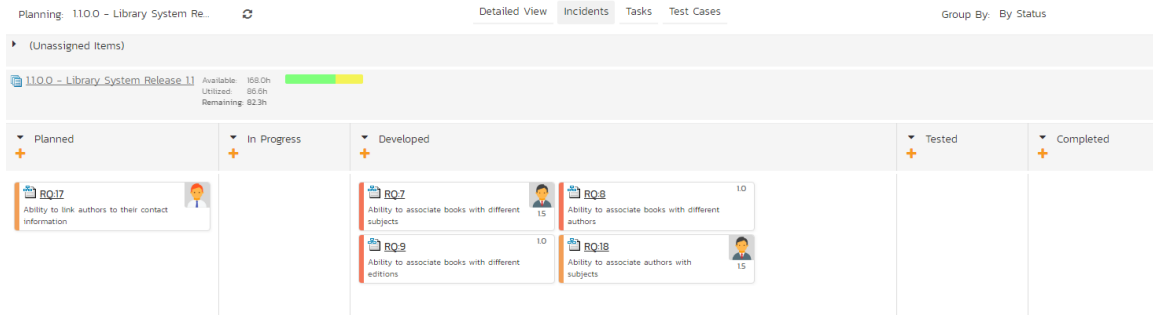 Planning: 1.1.0.0 - Library System Re... Detailed View Incidents Tasks Test Cases Group By: By Status
(Unassigned Items)
1.1.0.0 - Library System Release 1.1
Available: 168.0h
Utilized: 86.6h
Remaining: 82.3h
Planned In Progress Developed Tested Completed
RQ:17
Ability to link authors to their contact
information
RQ:7
1.5
Ability to associate books with different
subjects
RQ:8
1.0
Ability to associate books with different
authors
RQ:9
1.0
Ability to associate books with different
editions
RQ:18
1.5
Ability to associate authors with
subjects